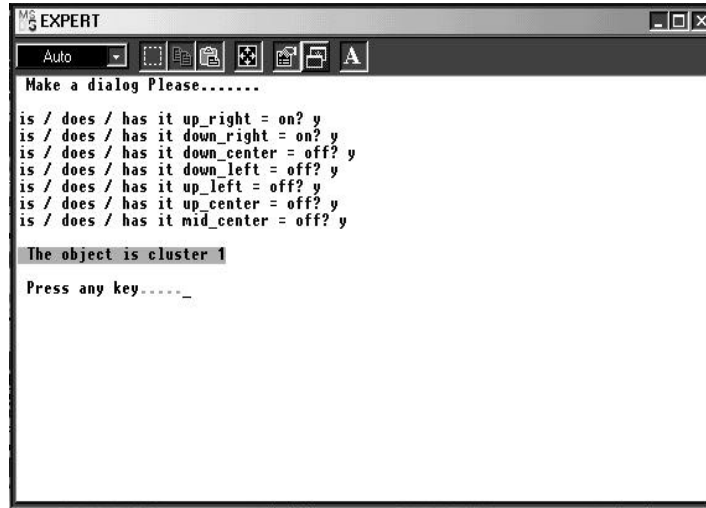 EXPERT
Auto
A
Make a dialog Please.......
is / does / has it up_right = on? y
is / does / has it down_right = on? y
is / does / has it down_center = off? y
is / does / has it down_left = off? y
is / does / has it up_left = off? y
is / does / has it up_center = off? y
is / does / has it mid_center = off? y
The object is cluster 1
Press any key....._